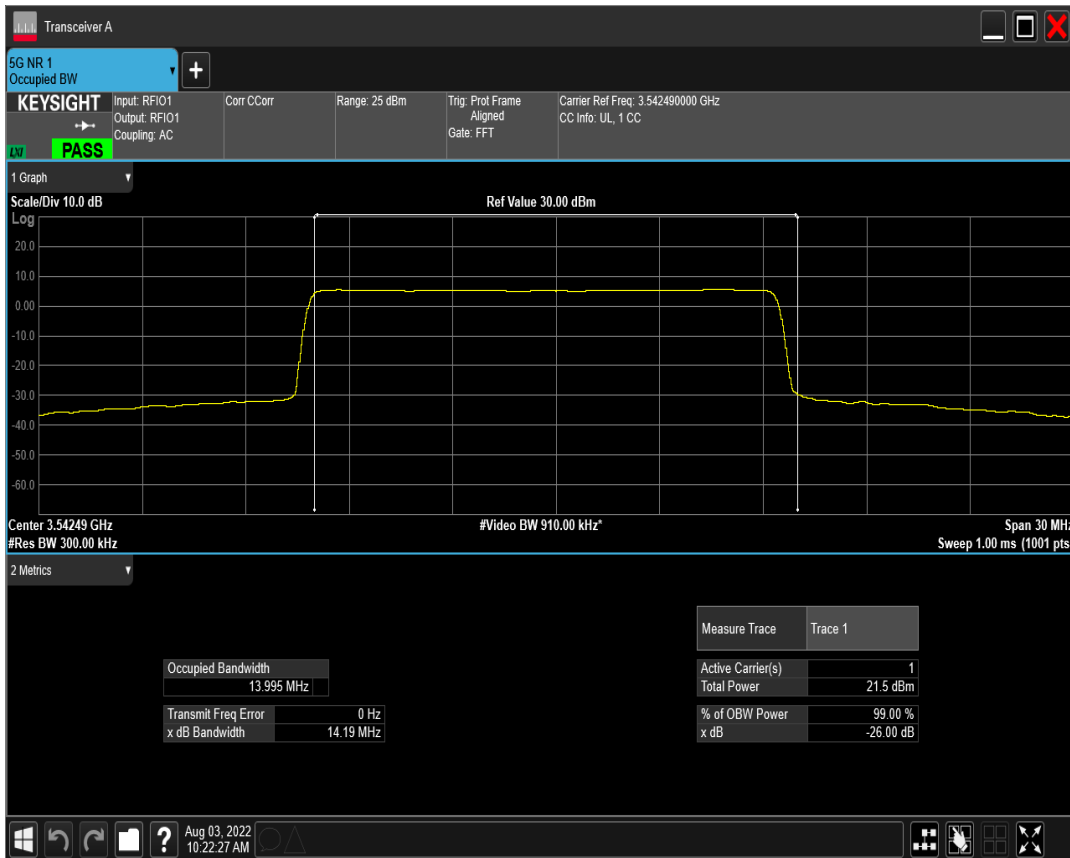 Transceiver A
5G NR 1
Occupied BW
+
KEYSIGHT
LXI
PASS
Input: RFIO1
Output: RFIO1
Coupling: AC
Corr CCorr
Range: 25 dBm
Trig: Prot Frame
Aligned
Gate: FFT
Carrier Ref Freq: 3.542490000 GHz
CC Info: UL, 1 CC
1 Graph
Scale/Div 10.0 dB
Ref Value 30.00 dBm
Log
20.0
10.0
0.00
-10.0
-20.0
-30.0
-40.0
-50.0
-60.0
Center 3.54249 GHz
#Video BW 910.00 kHz*
Span 30 MHz
#Res BW 300.00 kHz
Sweep 1.00 ms (1001 pts
2 Metrics
Measure Trace Trace 1
Occupied Bandwidth
13.995 MHz
Active Carrier(s) 1
Total Power 21.5 dBm
Transmit Freq Error 0 Hz
x dB Bandwidth 14.19 MHz
% of OBW Power 99.00 %
x dB -26.00 dB
?
Aug 03, 2022
10:22:27 AM